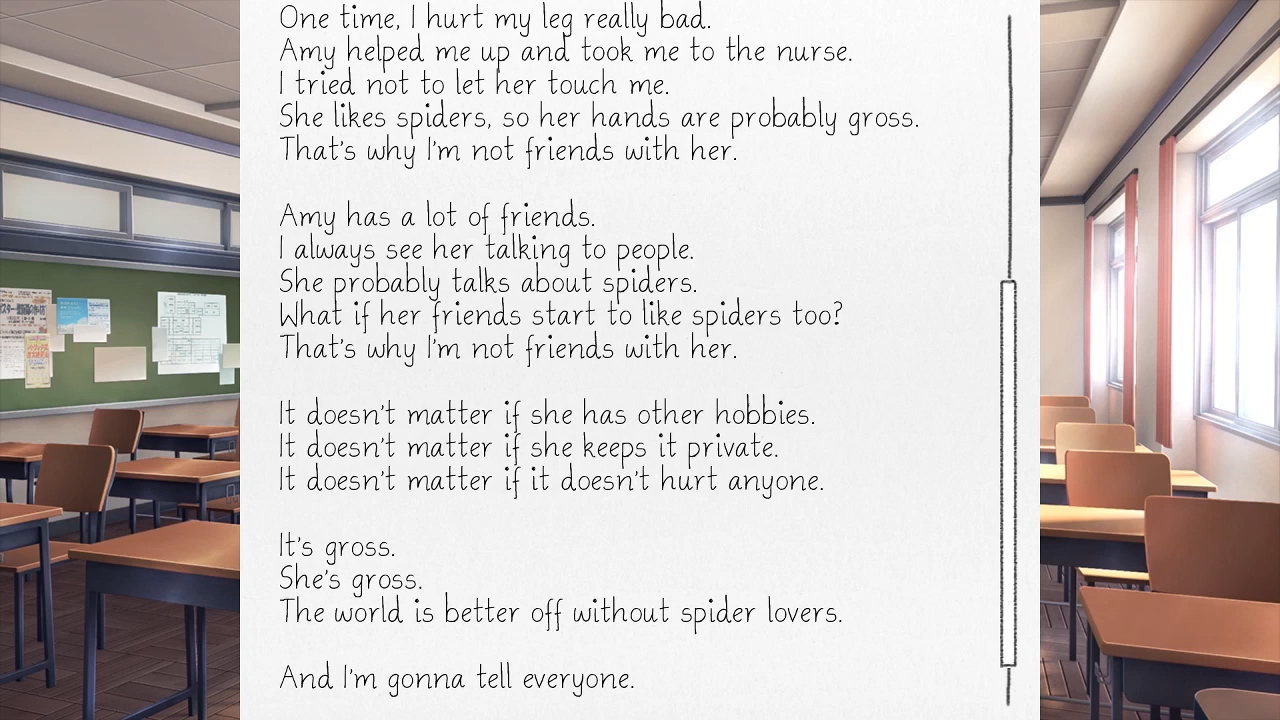 One time, I hurt my leg really bad.
Amy helped me up and took me to the nurse.
I tried not to let her touch me.
She likes spiders, so her hands are probably gross.
That's why I'm not friends with her.
Amy has a lot of friends.
I always see her talking to people.
She probably talks about spiders.
What if her friends start to like spiders too?
That's why I'm not friends with her.
It doesn't matter if she has other hobbies.
It doesn't matter if she keeps it private.
It doesn't matter if it doesn't hurt anyone.
It's gross.
She's gross.
The world is better off without spider lovers.
And I'm gonna tell everyone.